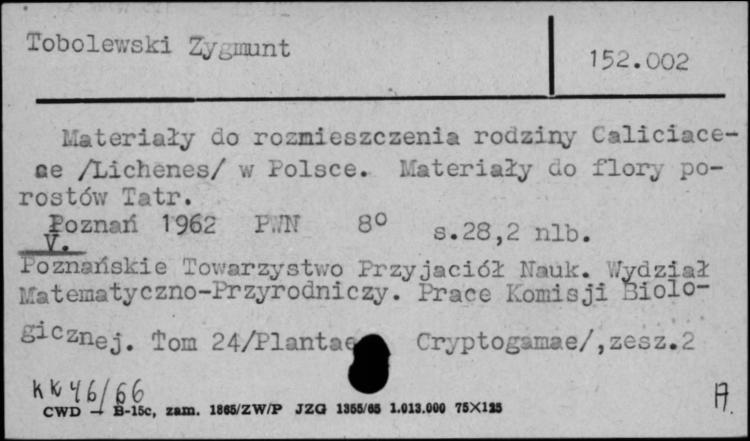 Tobolewski Zygmunt
152.002
Materiały do rozmieszczenia rodziny Caliciace-
ae /Lichenes/ w Polsce. Materiały do flory po-
rostów Tatr.
Poznań 1962 PWN 8° s.28,2 nlb.
V.
Poznańskie Towarzystwo Przyjaciół Nauk. Wydział
Matematyczno-Przyrodniczy. Prace Komisji Biolo-
gicznej. Tom 24/Plantae Cryptogamae/,zesz.2
KK 46/66
CWD — B-15c, zam. 1865/ZW/P JZG 1355/65 1.013.000 75X125
A.